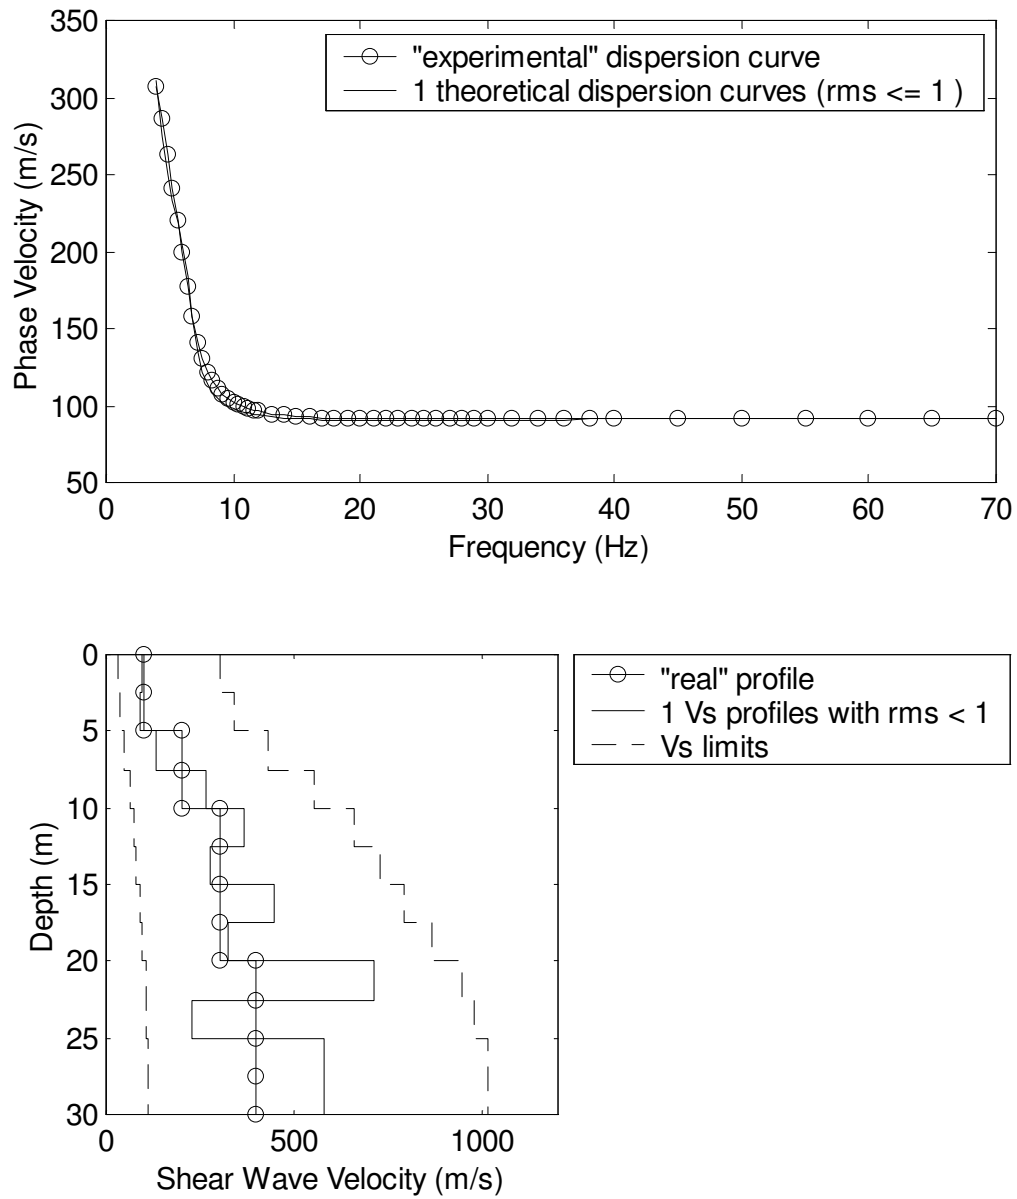 350
300
250
200
150
100
50
Phase Velocity (m/s)
"experimental" dispersion curve
1 theoretical dispersion curves (rms <= 1 )
0 10 20 30 40 50 60 70
Frequency (Hz)
0
5
10
15
20
25
30
Depth (m)
"real" profile
1 Vs profiles with rms < 1
Vs limits
0 500 1000
Shear Wave Velocity (m/s)